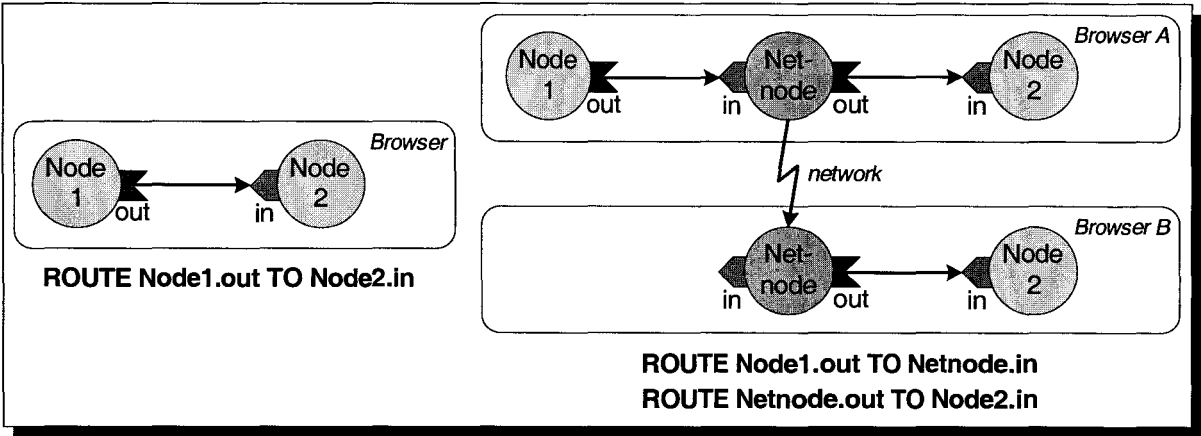 Browser
Node
1
out
in
Node
2
ROUTE Node1.out TO Node2.in
Browser A
Node
1
out
in
Net-
node
out
in
Node
2
network
Browser B
in
Net-
node
out
in
Node
2
ROUTE Node1.out TO Netnode.in
ROUTE Netnode.out TO Node2.in